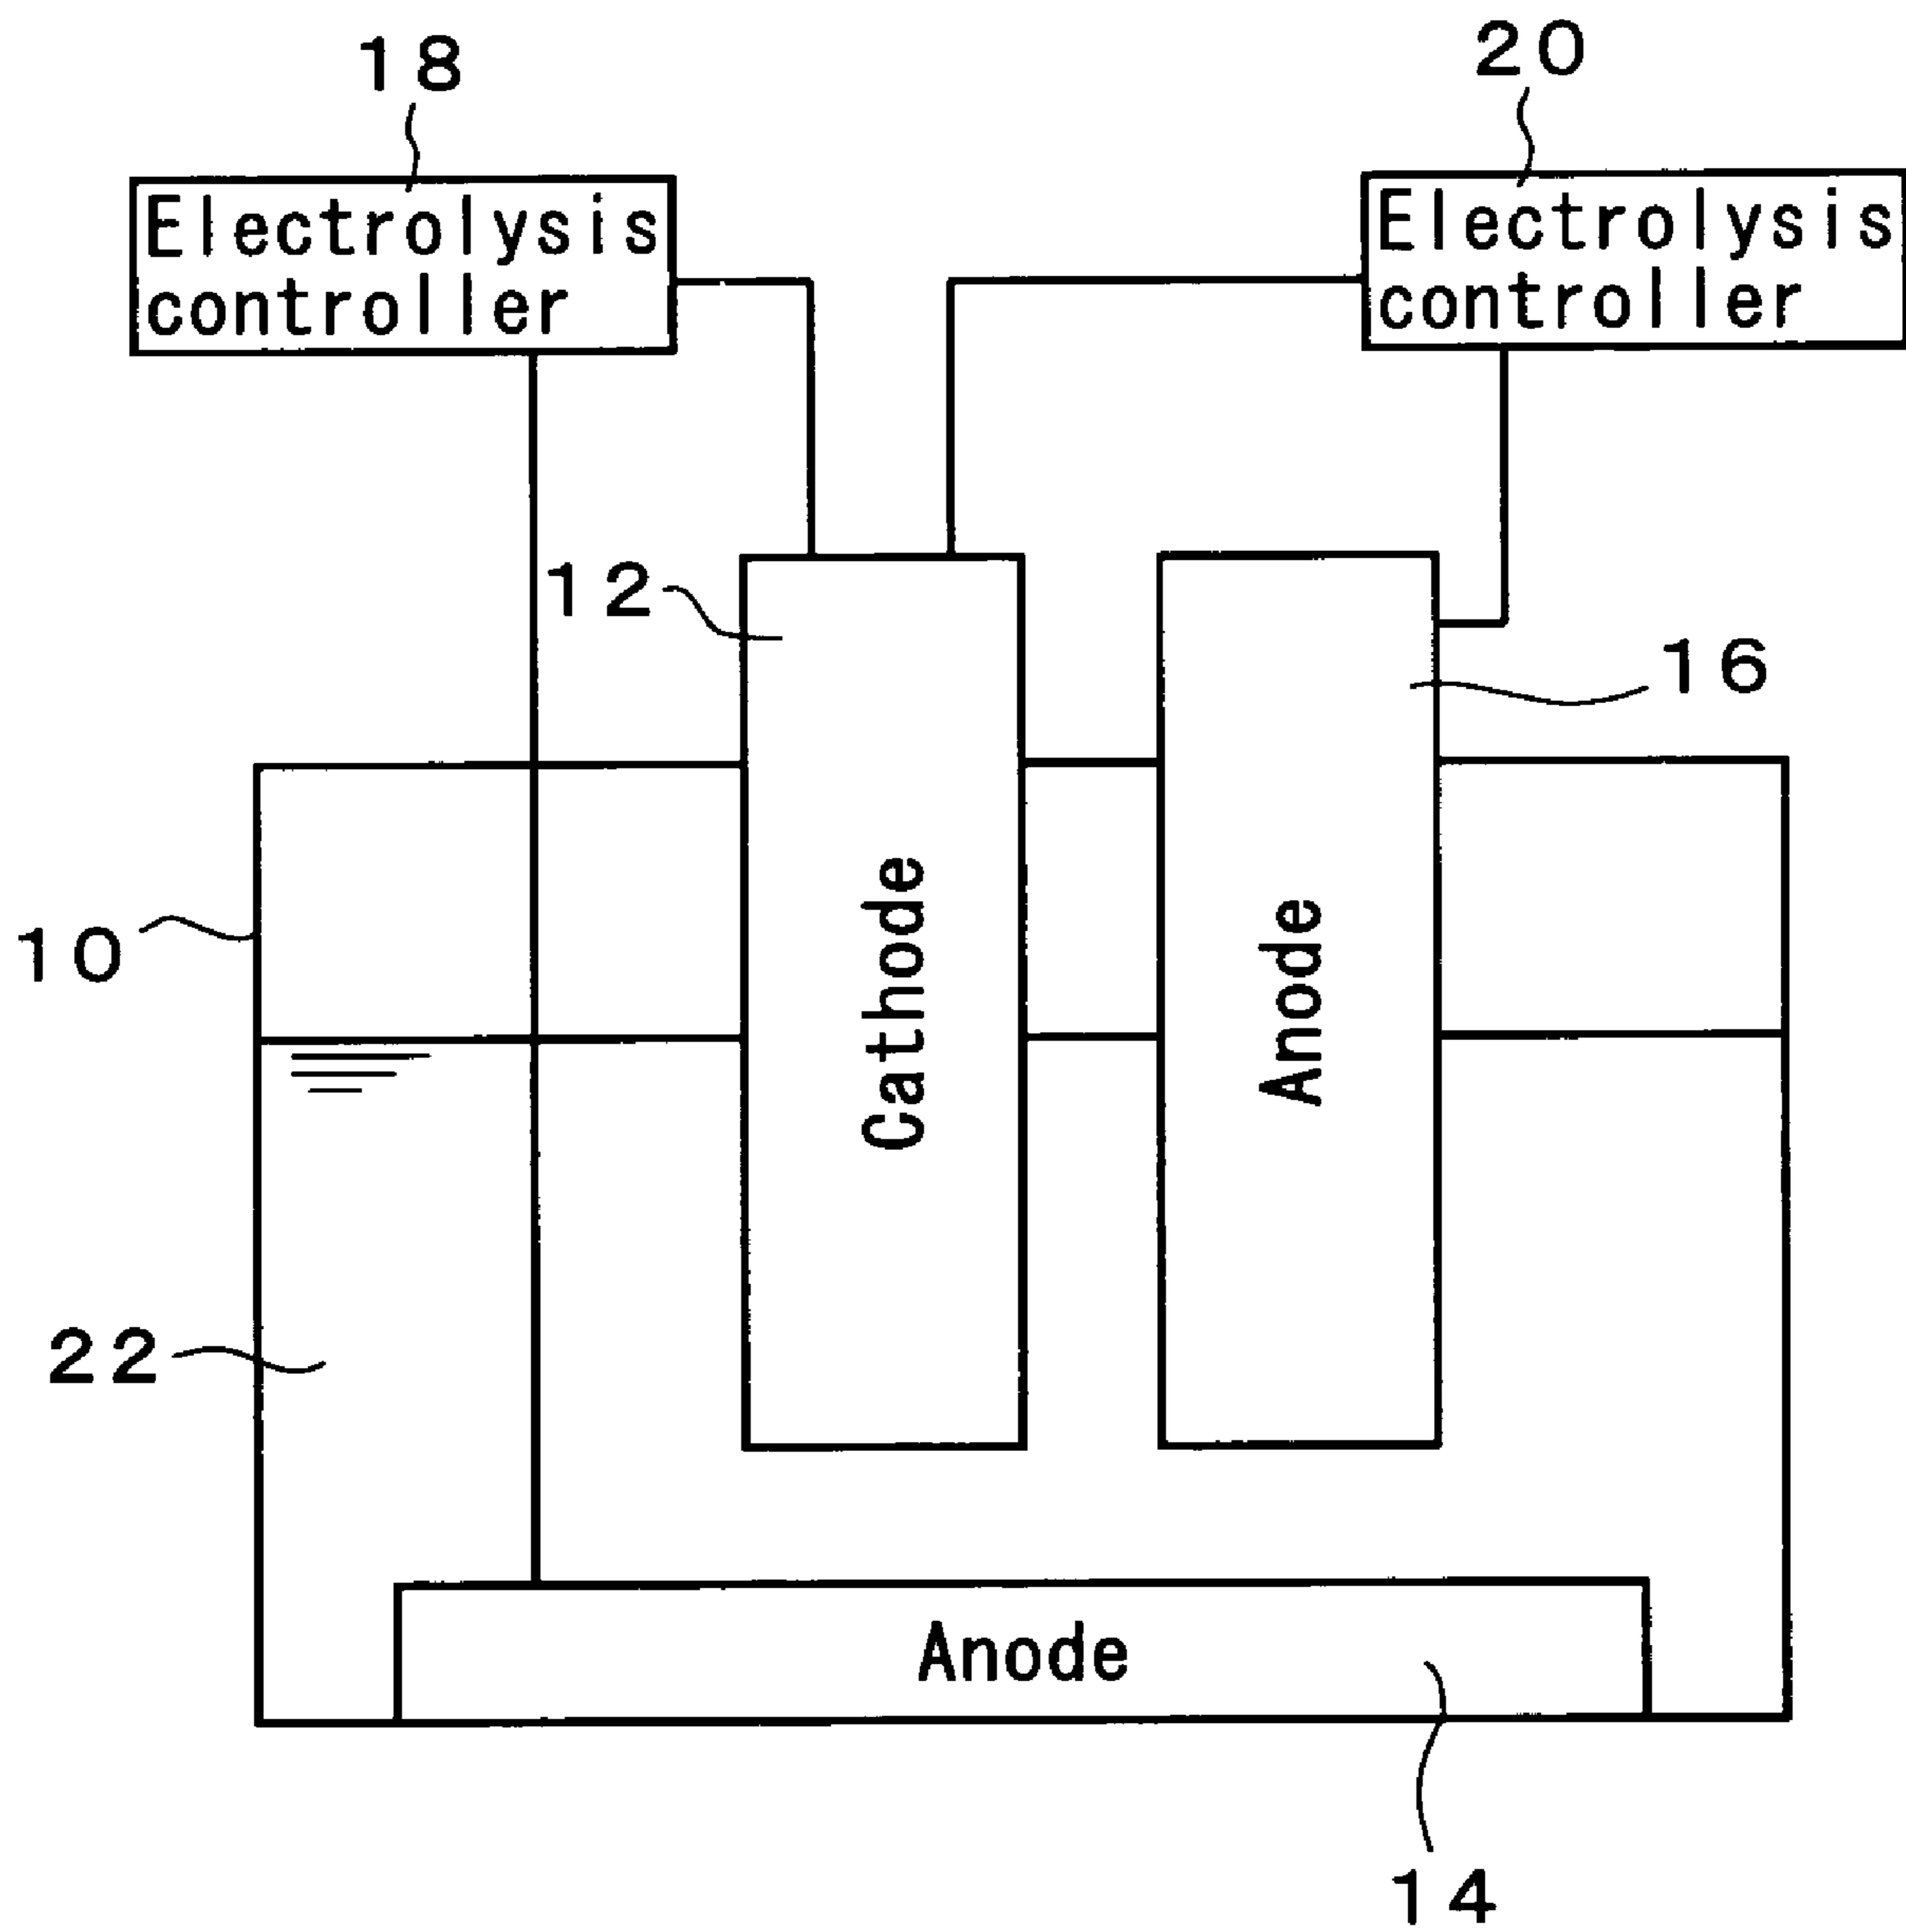 18
20
Electrolysis
controller
Electrolysis
controller
12
16
Cathode
Anode
10
22
Anode
14